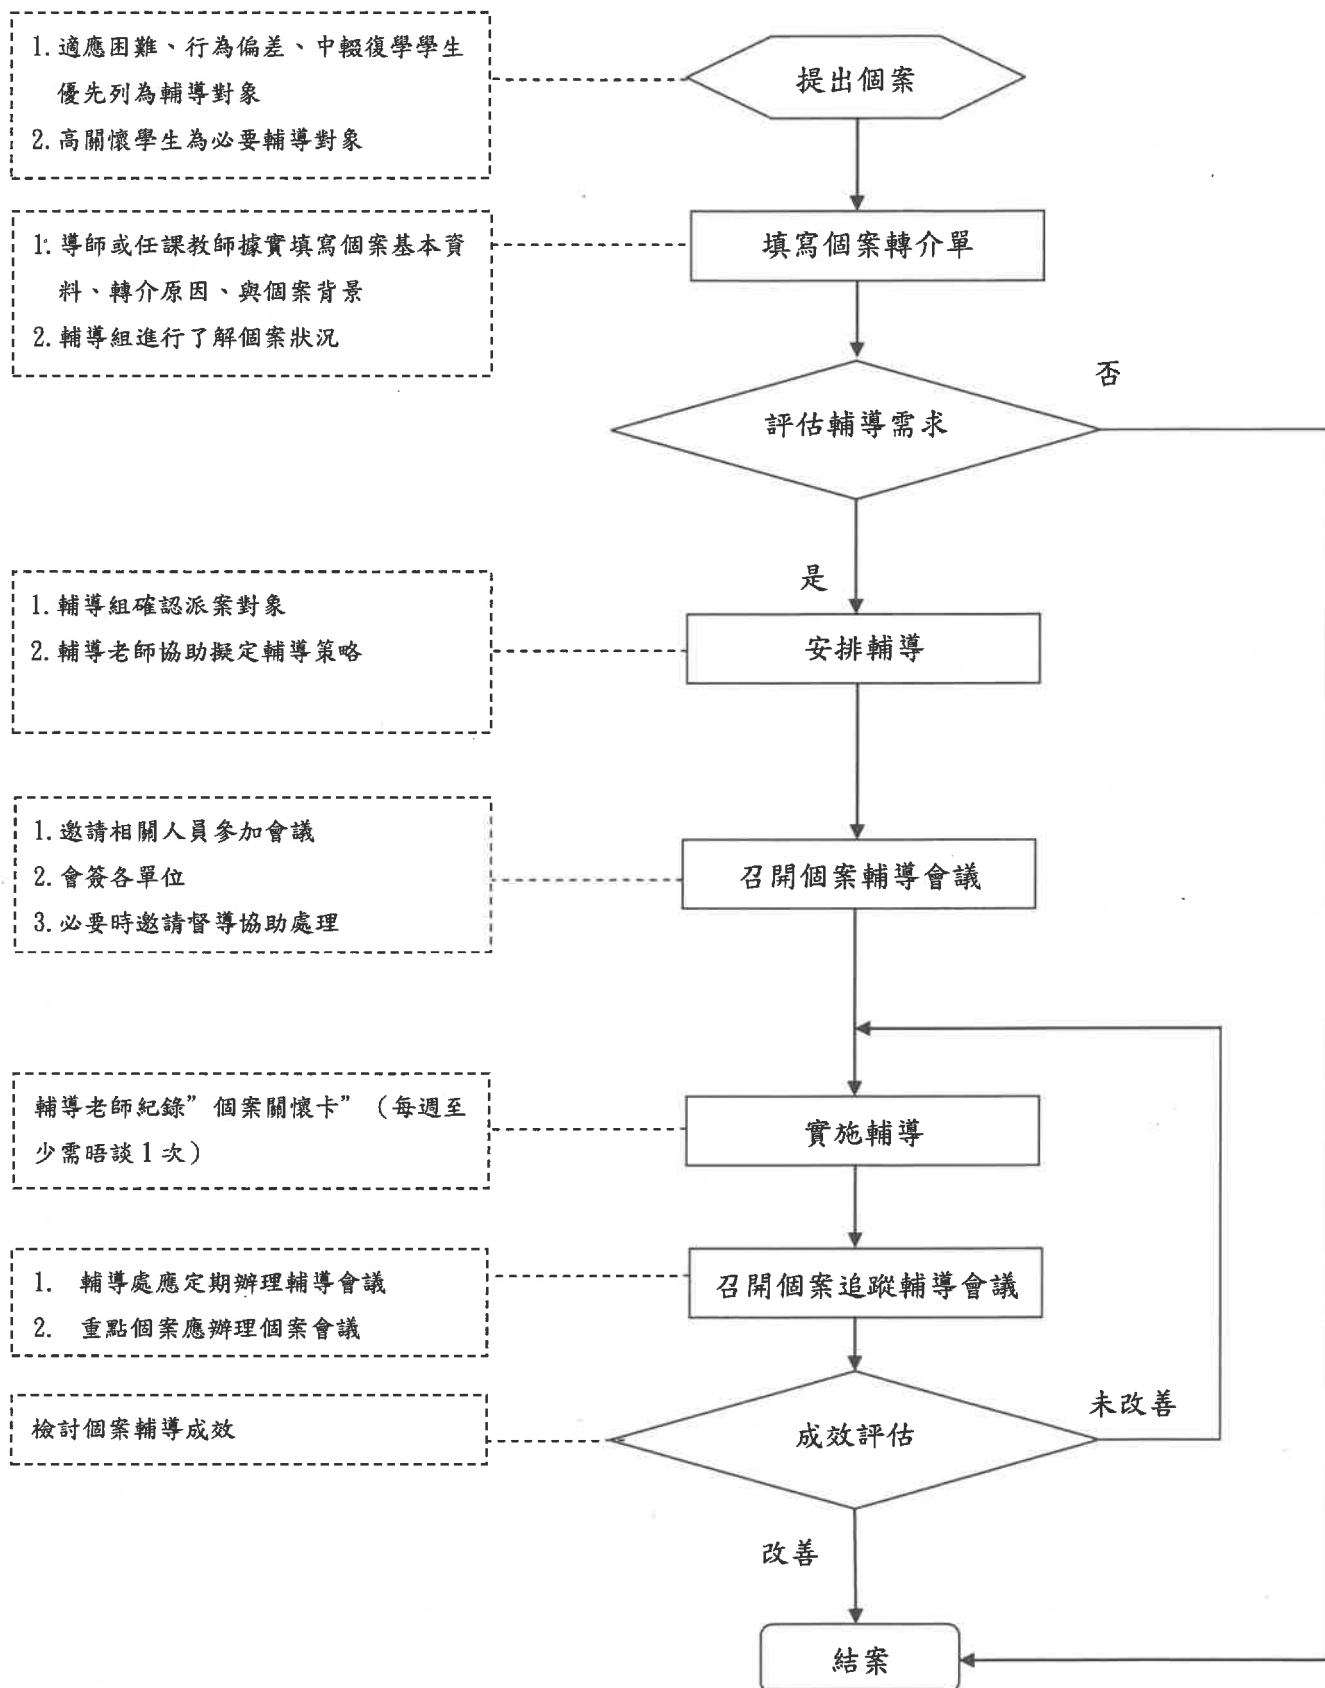 1.適應困難、行為偏差、中輟復學學生
優先列為輔導對象
2.高關懷學生為必要輔導對象
提出個案
1.導師或任課教師據實填寫個案基本資
料、轉介原因、與個案背景
2.輔導組進行了解個案狀況
填寫個案轉介單
評估輔導需求
否
是
1.輔導組確認派案對象
2.輔導老師協助擬定輔導策略
安排輔導
1.邀請相關人員參加會議
2.會簽各單位
3.必要時邀請督導協助處理
召開個案輔導會議
輔導老師紀錄”個案關懷卡”（每週至
少需晤談1次）
實施輔導
1. 輔導處應定期辦理輔導會議
2. 重點個案應辦理個案會議
召開個案追蹤輔導會議
檢討個案輔導成效
成效評估
未改善
改善
結案